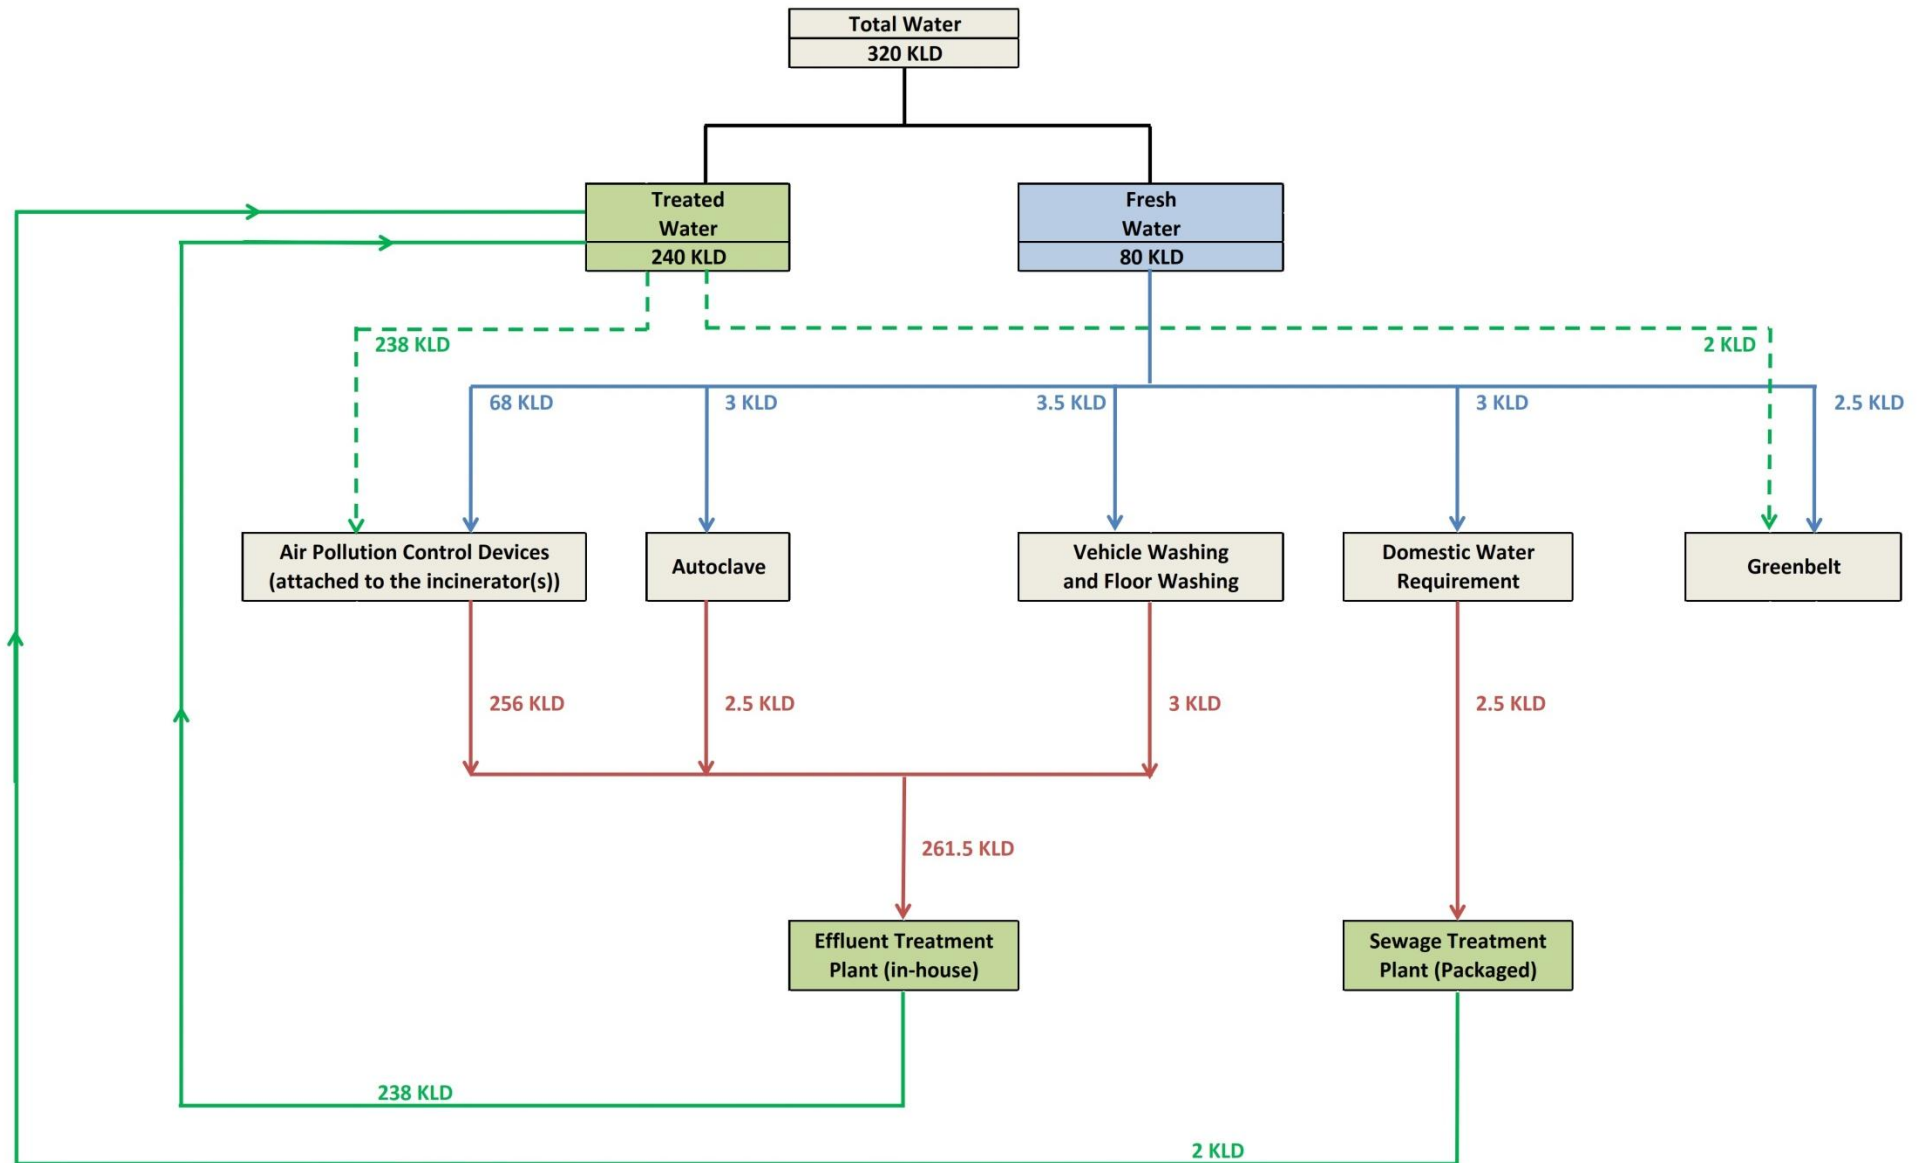 Total Water
320 KLD
Treated
Water
240 KLD
Fresh
Water
80 KLD
238 KLD
2 KLD
68 KLD
3 KLD
3.5 KLD
3 KLD
2.5 KLD
Air Pollution Control Devices
(attached to the incinerator(s))
Autoclave
Vehicle Washing
and Floor Washing
Domestic Water
Requirement
Greenbelt
256 KLD
2.5 KLD
3 KLD
2.5 KLD
261.5 KLD
Effluent Treatment
Plant (in-house)
Sewage Treatment
Plant (Packaged)
238 KLD
2 KLD